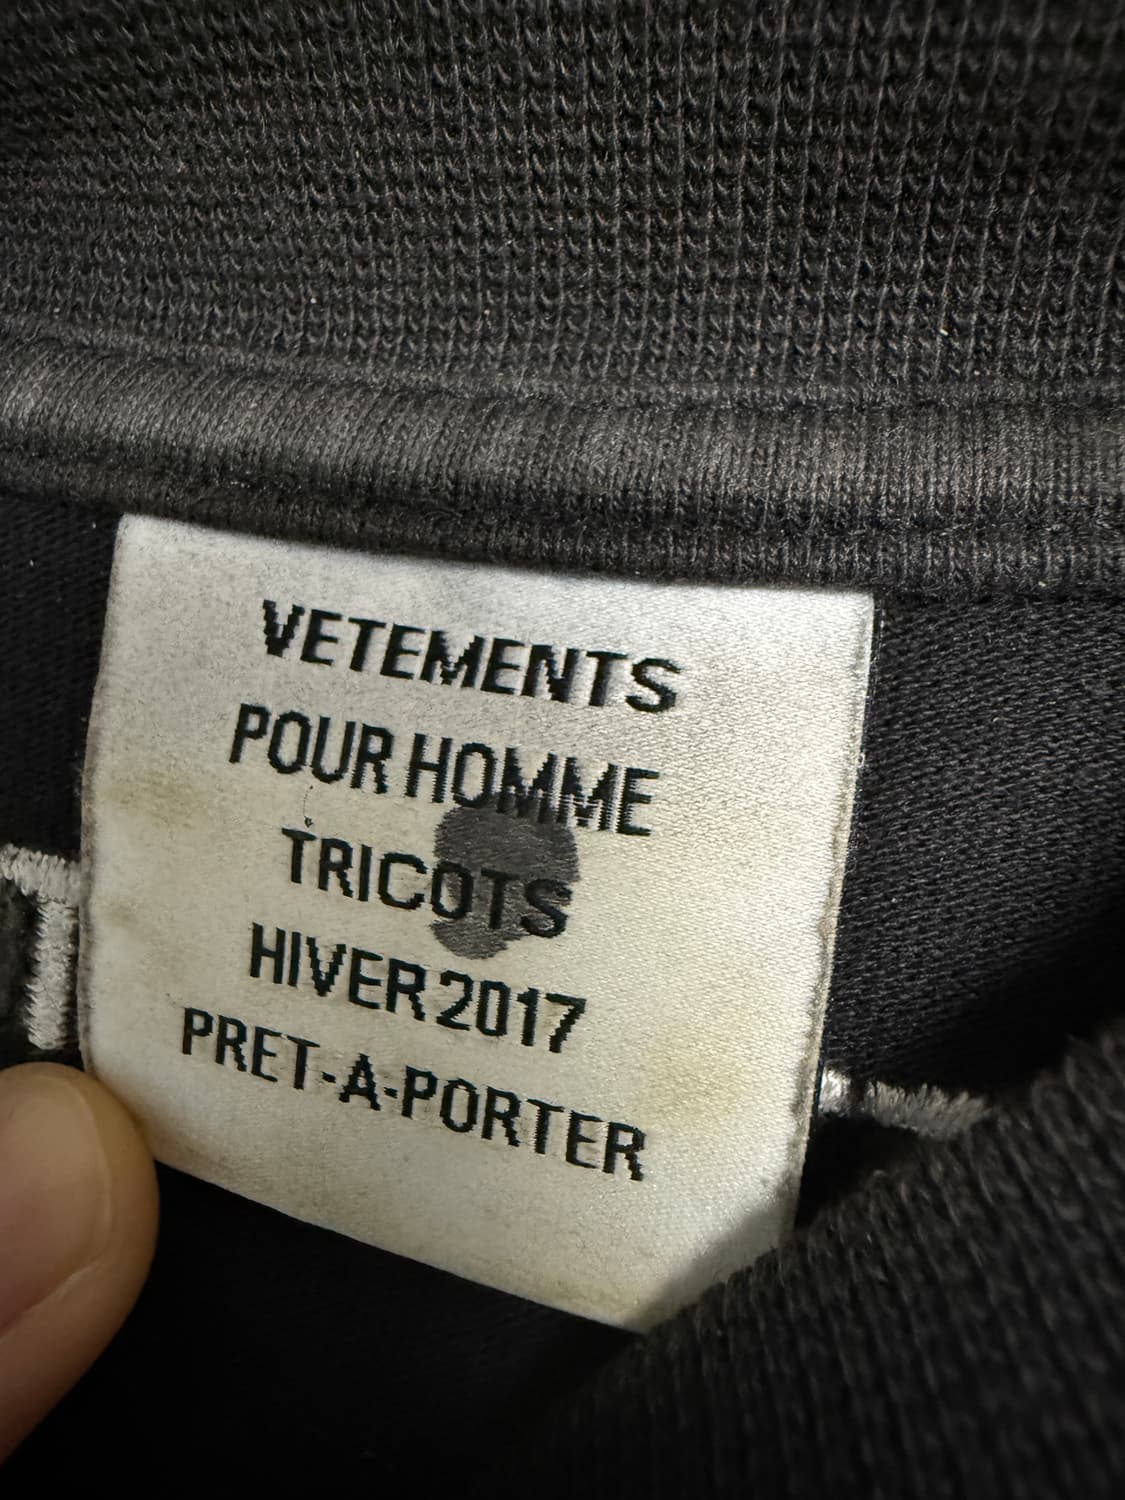 VETEMENTS
POUR HOMME
TRICOTS
HIVER 2017
PRET-A-PORTER